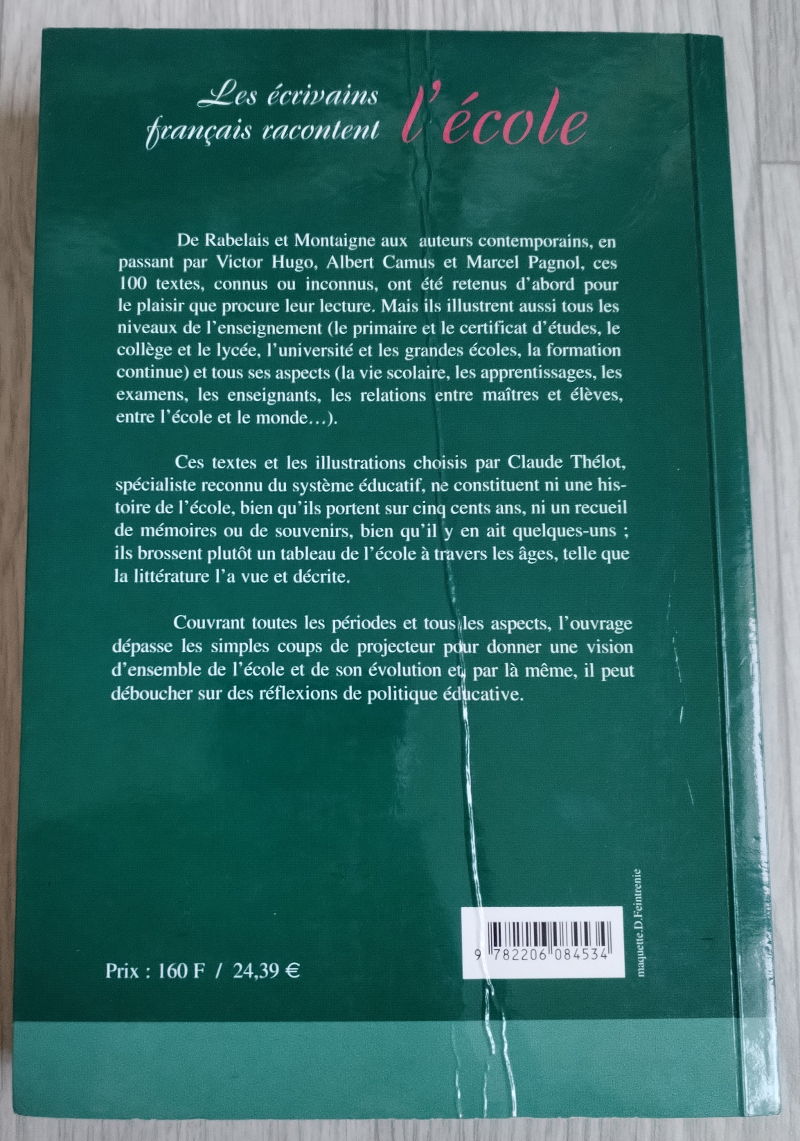 Les écrivains
français racontent l'école
De Rabelais et Montaigne aux auteurs contemporains, en
passant par Victor Hugo, Albert Camus et Marcel Pagnol, ces
100 textes, connus ou inconnus, ont été retenus d'abord pour
le plaisir que procure leur lecture. Mais ils illustrent aussi tous les
niveaux de l'enseignement (le primaire et le certificat d'études, le
collège et le lycée, l'université et les grandes écoles, la formation
continue) et tous ses aspects (la vie scolaire, les apprentissages, les
examens, les enseignants, les relations entre maîtres et élèves,
entre l'école et le monde…).
Ces textes et les illustrations choisis par Claude Thélot,
spécialiste reconnu du système éducatif, ne constituent ni une his-
toire de l'école, bien qu'ils portent sur cinq cents ans, ni un recueil
de mémoires ou de souvenirs, bien qu'il y en ait quelques-uns ;
ils brossent plutôt un tableau de l'école à travers les âges, telle que
la littérature l'a vue et décrite.
Couvrant toutes les périodes et tous les aspects, l'ouvrage
dépasse les simples coups de projecteur pour donner une vision
d'ensemble de l'école et de son évolution et, par là même, il peut
déboucher sur des réflexions de politique éducative.
Prix : 160 F / 24,39 €
9 782206 084534
maquette.D.Feintrenie